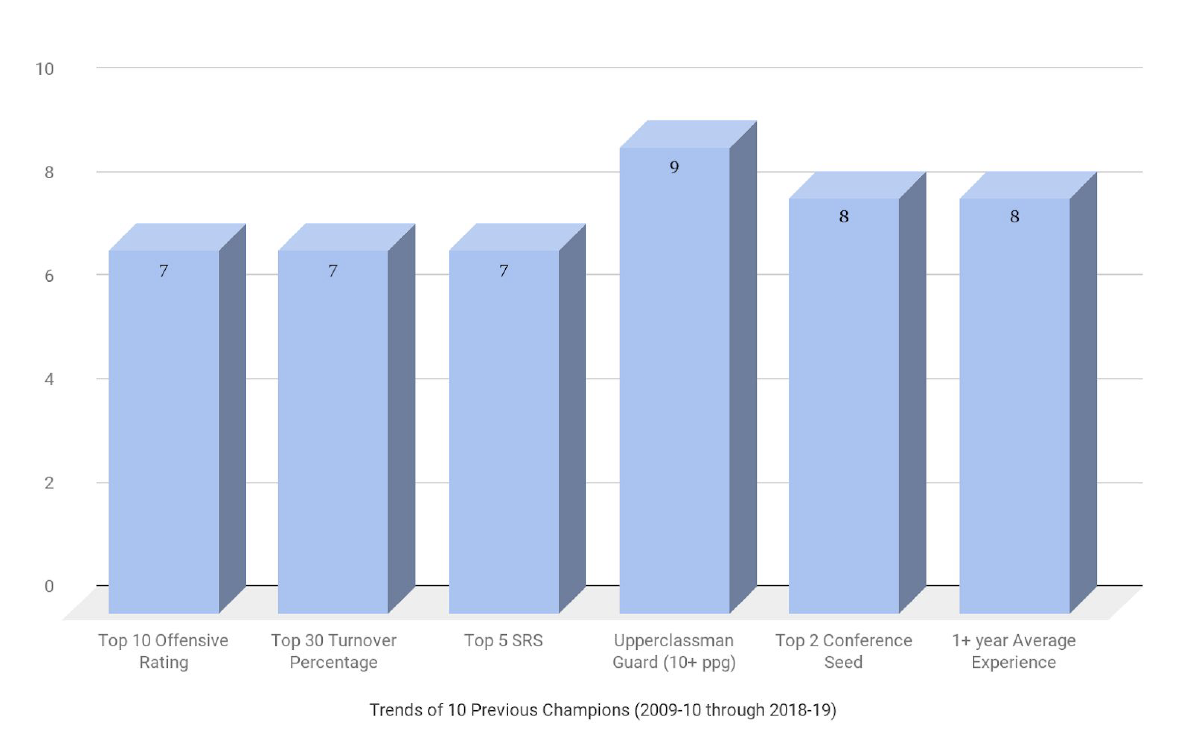 10
8
6
4
2
0
7
7
7
9
8
8
Top 10 Offensive
Rating
Top 30 Turnover
Percentage
Top 5 SRS
Upperclassman
Guard (10+ ppg)
Top 2 Conference
Seed
1+ year Average
Experience
Trends of 10 Previous Champions (2009-10 through 2018-19)